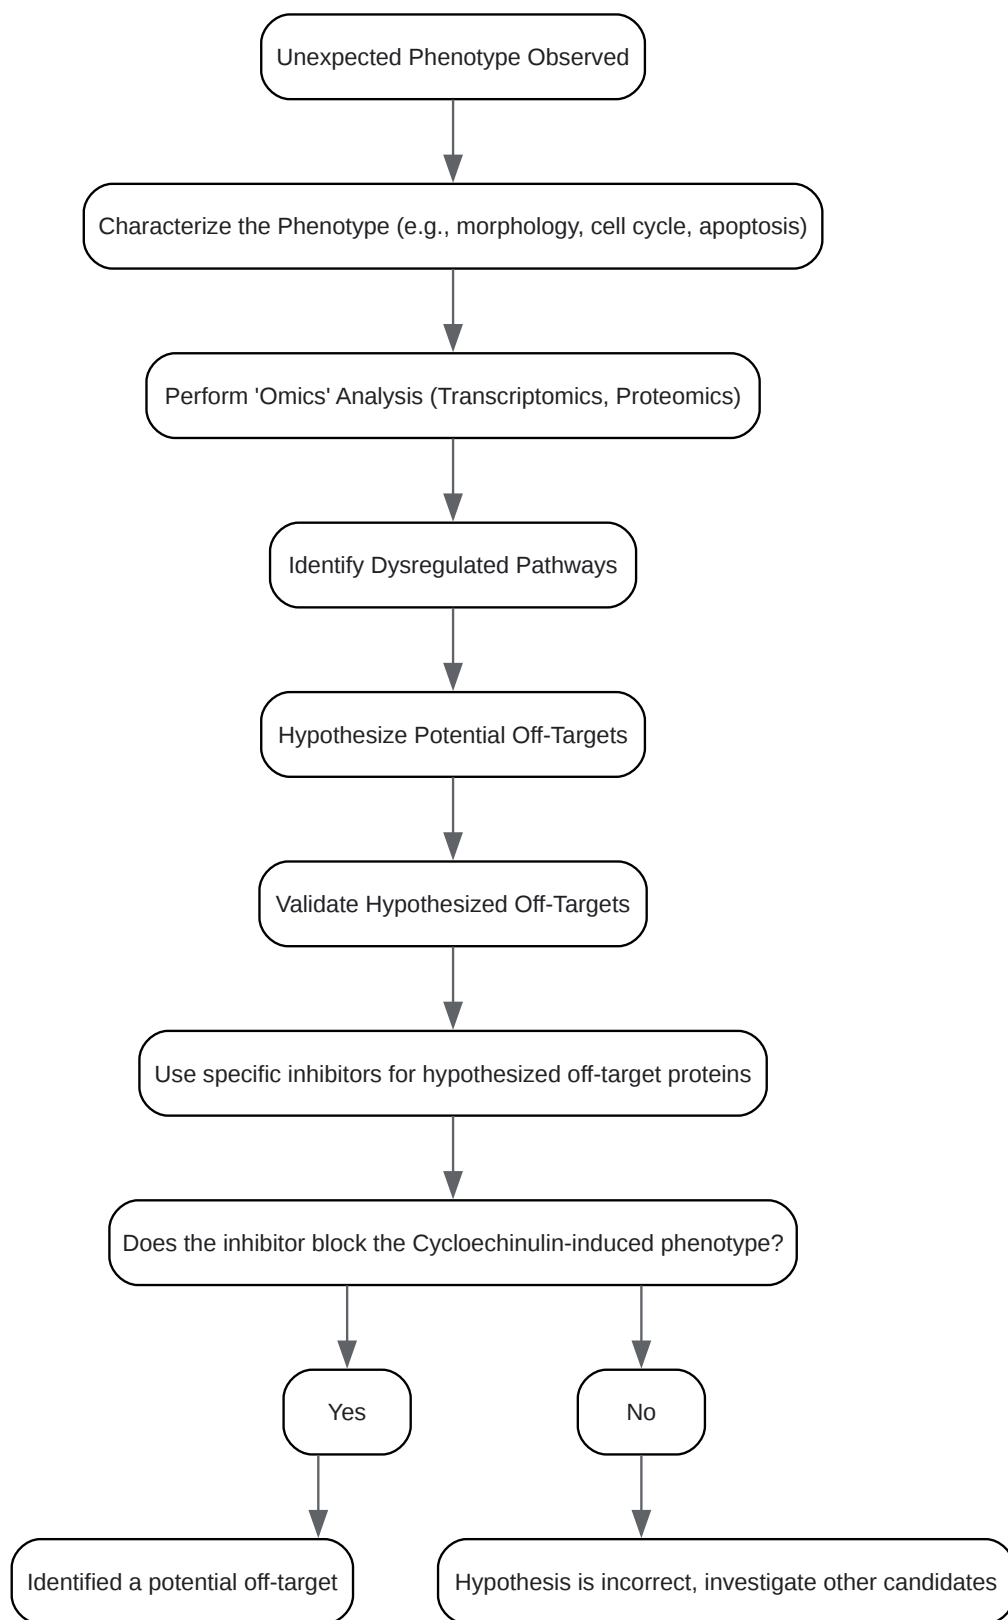 Unexpected Phenotype Observed
Characterize the Phenotype (e.g., morphology, cell cycle, apoptosis)
Perform 'Omics' Analysis (Transcriptomics, Proteomics)
Identify Dysregulated Pathways
Hypothesize Potential Off-Targets
Validate Hypothesized Off-Targets
Use specific inhibitors for hypothesized off-target proteins
Does the inhibitor block the Cycloechinulin-induced phenotype?
Yes
No
Identified a potential off-target
Hypothesis is incorrect, investigate other candidates